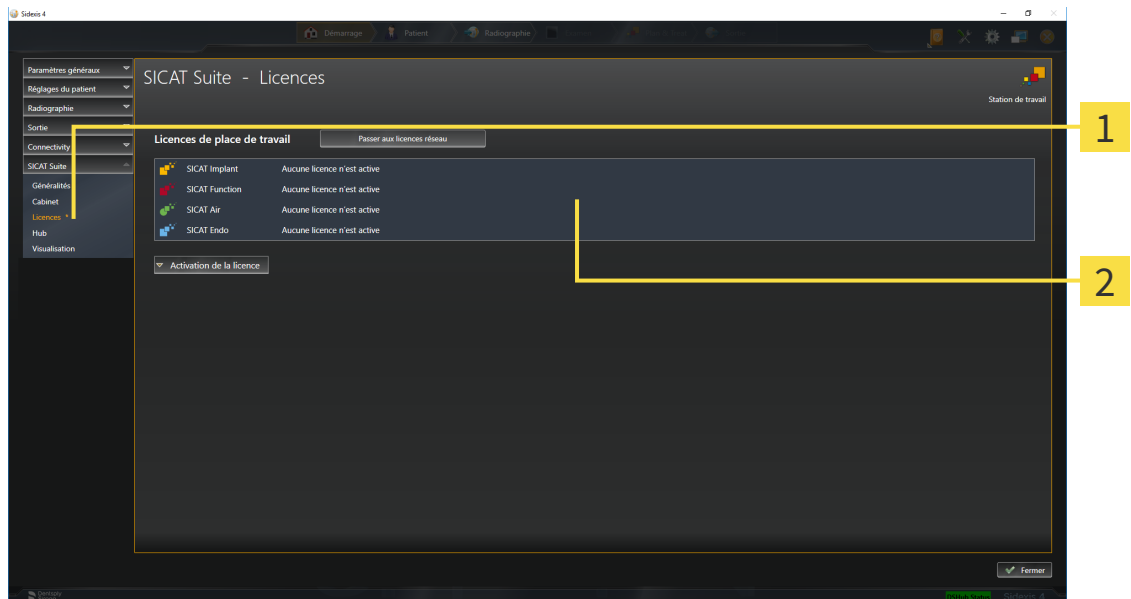 Sidexis 4
Démarrage
Patient
Radiographie
Paramètres généraux
Réglages du patient
Radiographie
Sortie
Connectivity
SICAT Suite
Généralités
Cabinet
Licences *
Hub
Visualisation
SICAT Suite - Licences
Station de travail
Licences de place de travail
Passer aux licences réseau
SICAT Implant Aucune licence n'est active
SICAT Function Aucune licence n'est active
SICAT Air Aucune licence n'est active
SICAT Endo Aucune licence n'est active
Activation de la licence
1
2
Fermer
Sidexis 4